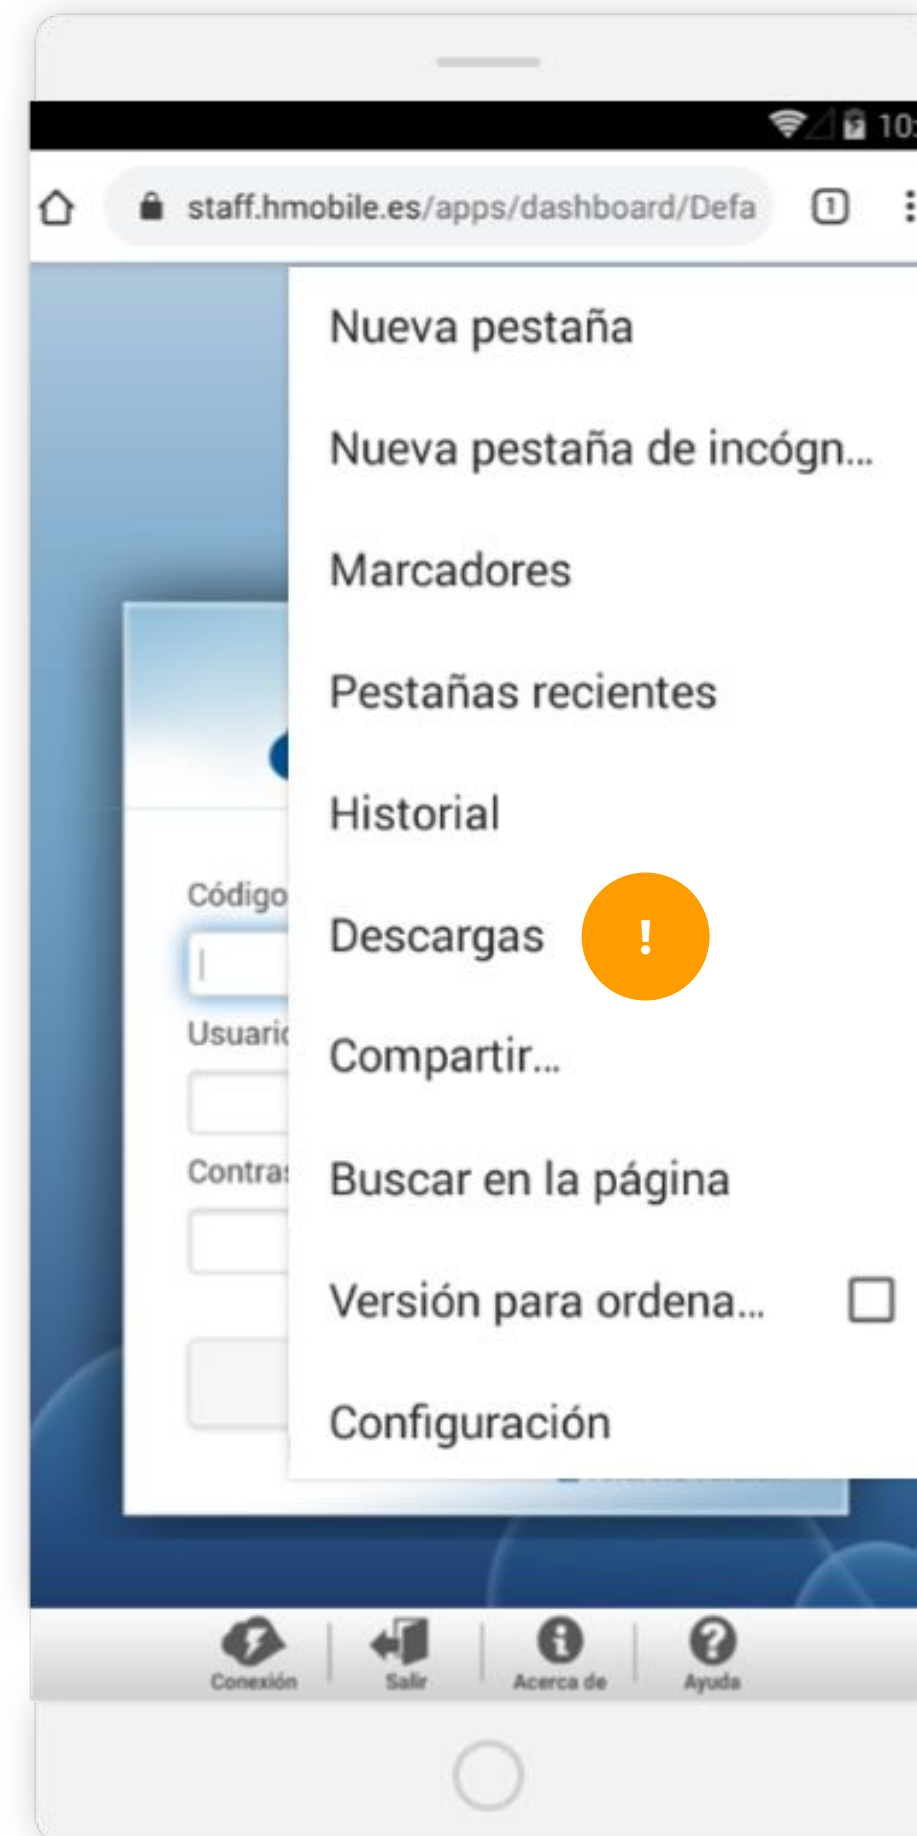 10:
staff.hmobile.es/apps/dashboard/Defa
1
Nueva pestaña
Nueva pestaña de incógn...
Marcadores
Pestañas recientes
Historial
Código
Descargas
!
Usuario
Compartir...
Contras
Buscar en la página
Versión para ordena...
Configuración
Conexión
Salir
Acerca de
Ayuda